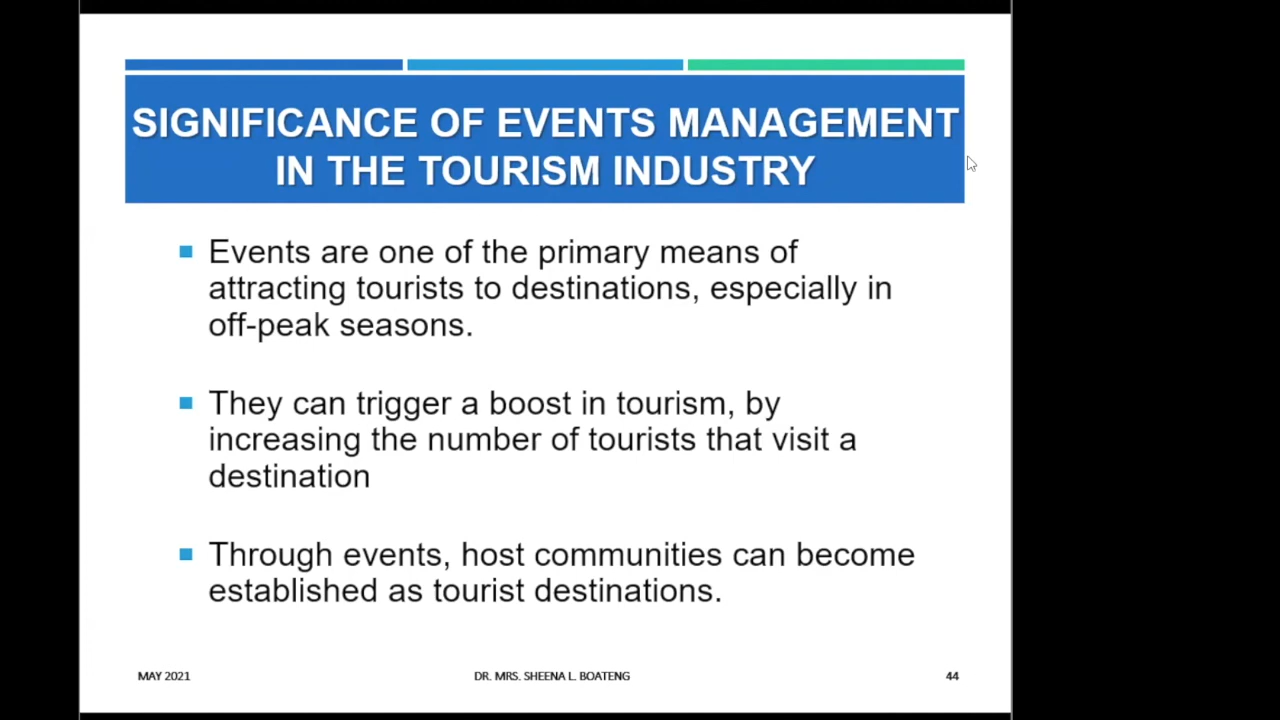 SIGNIFICANCE OF EVENTS MANAGEMENT
IN THE TOURISM INDUSTRY
Events are one of the primary means of
attracting tourists to destinations, especially in
off-peak seasons.
They can trigger a boost in tourism, by
increasing the number of tourists that visit a
destination
Through events, host communities can become
established as tourist destinations.
MAY 2021
DR. MRS. SHEENA L. BOATENG
44